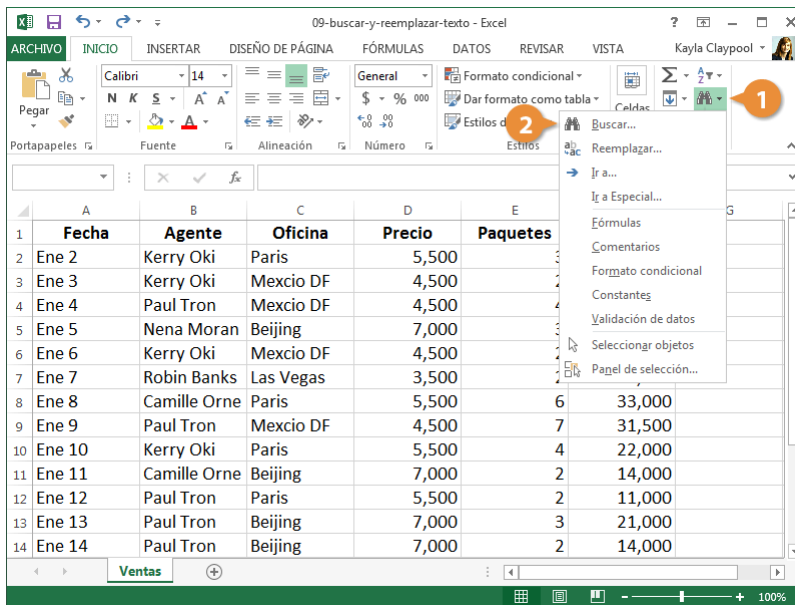 09-buscar-y-reemplazar-texto - Excel
ARCHIVO INICIO INSERTAR DISEÑO DE PÁGINA FÓRMULAS DATOS REVISAR VISTA Kayla Claypool
Pegar
Portapapeles
Calibri 14
N K S A A
A
Fuente
Alineación
General
$ % 000
Número
Formato condicional
Dar formato como tabla
Estilos d
Estilos
Celdas
1
2
Buscar...
Reemplazar...
Ir a...
Ir a Especial...
Fórmulas
Comentarios
Formato condicional
Constantes
Validación de datos
Seleccionar objetos
Panel de selección...
fx
A B C D E G
1 Fecha Agente Oficina Precio Paquetes
2 Ene 2 Kerry Oki Paris 5,500
3 Ene 3 Kerry Oki Mexcio DF 4,500
4 Ene 4 Paul Tron Mexcio DF 4,500
5 Ene 5 Nena Moran Beijing 7,000
6 Ene 6 Kerry Oki Mexcio DF 4,500
7 Ene 7 Robin Banks Las Vegas 3,500
8 Ene 8 Camille Orne Paris 5,500 6 33,000
9 Ene 9 Paul Tron Mexcio DF 4,500 7 31,500
10 Ene 10 Kerry Oki Paris 5,500 4 22,000
11 Ene 11 Camille Orne Beijing 7,000 2 14,000
12 Ene 12 Paul Tron Paris 5,500 2 11,000
13 Ene 13 Paul Tron Beijing 7,000 3 21,000
14 Ene 14 Paul Tron Beijing 7,000 2 14,000
Ventas
100%